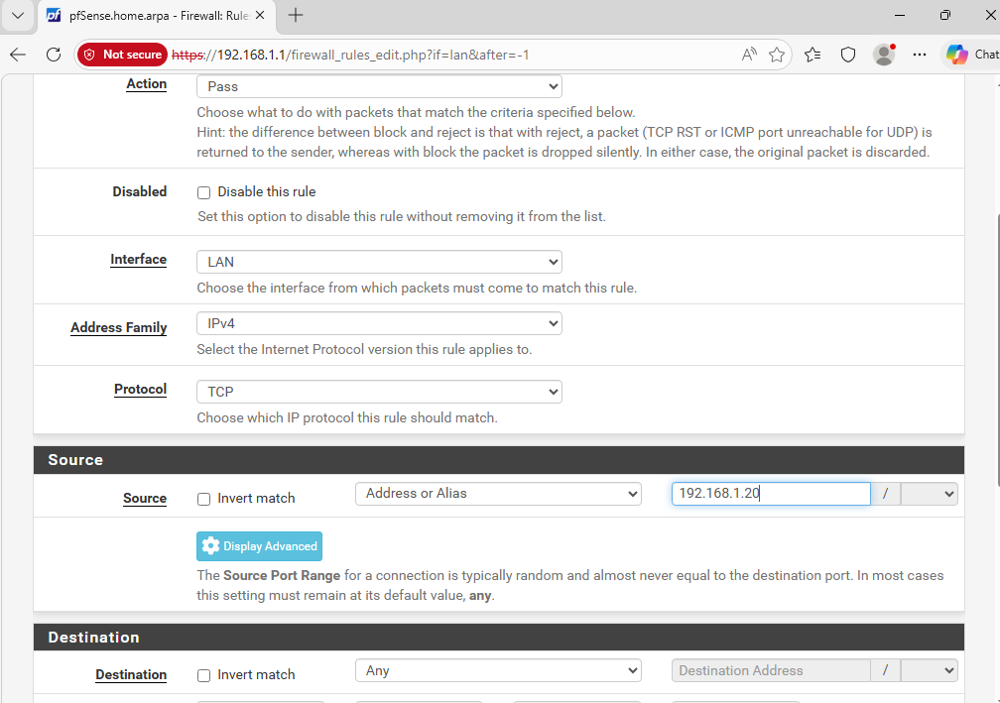 pfSense.home.arpa - Firewall: Rule
Not secure https://192.168.1.1/firewall_rules_edit.php?if=lan&after=-1
Chat
Action Pass
Choose what to do with packets that match the criteria specified below.
Hint: the difference between block and reject is that with reject, a packet (TCP RST or ICMP port unreachable for UDP) is
returned to the sender, whereas with block the packet is dropped silently. In either case, the original packet is discarded.
Disabled Disable this rule
Set this option to disable this rule without removing it from the list.
Interface LAN
Choose the interface from which packets must come to match this rule.
Address Family IPv4
Select the Internet Protocol version this rule applies to.
Protocol TCP
Choose which IP protocol this rule should match.
Source
Source Invert match Address or Alias 192.168.1.20 /
Display Advanced
The Source Port Range for a connection is typically random and almost never equal to the destination port. In most cases
this setting must remain at its default value, any.
Destination
Destination Invert match Any Destination Address /